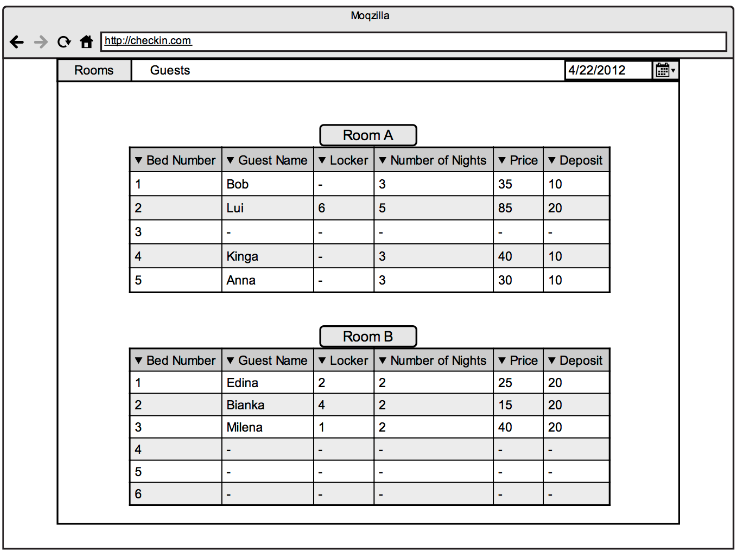 Moqzilla
http://checkin.com
Rooms Guests 4/22/2012
Room A
Bed Number Guest Name Locker Number of Nights Price Deposit
1 Bob - 3 35 10
2 Lui 6 5 85 20
3 - - - - -
4 Kinga - 3 40 10
5 Anna - 3 30 10
Room B
Bed Number Guest Name Locker Number of Nights Price Deposit
1 Edina 2 2 25 20
2 Bianka 4 2 15 20
3 Milena 1 2 40 20
4 - - - - -
5 - - - - -
6 - - - - -